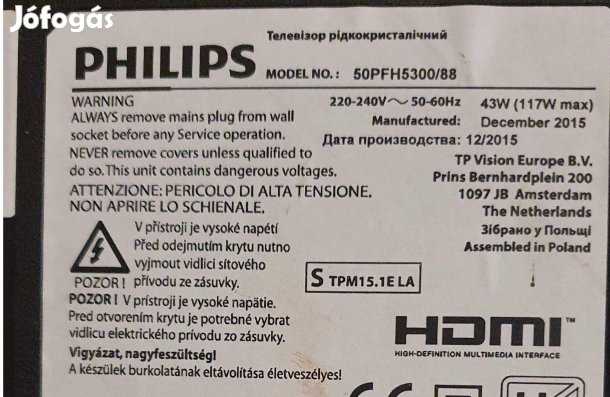 Jófogás
Телевізор рідкокристалічний
PHILIPS MODEL NO.: 50PFH5300/88
WARNING
ALWAYS remove mains plug from wall
socket before any Service operation.
NEVER remove covers unless qualified to
do so. This unit contains dangerous voltages.
ATTENZIONE: PERICOLO DI ALTA TENSIONE.
NON APRIRE LO SCHIENALE.
220-240V～ 50-60Hz 43W (117W max)
Manufactured: December 2015
Дата производства: 12/2015
TP Vision Europe B.V.
Prins Bernhardplein 200
1097 JB Amsterdam
The Netherlands
Зібрано у Польщі
Assembled in Poland
V přístroji je vysoké napětí
Před odejmutím krytu nutno
vyjmout vidlici síťového
POZOR ! přívodu ze zásuvky.
S TPM15.1E LA
POZOR ! V prístroji je vysoké napätie.
Pred otvorením krytu je potrebné vybrat
vidlicu elektrického prívodu zo zásuvky.
Vigyázat, nagyfeszültség!
A készülek burkolatának eltávolítása életveszélyes!
HDMI™
HIGH-DEFINITION MULTIMEDIA INTERFACE
CE